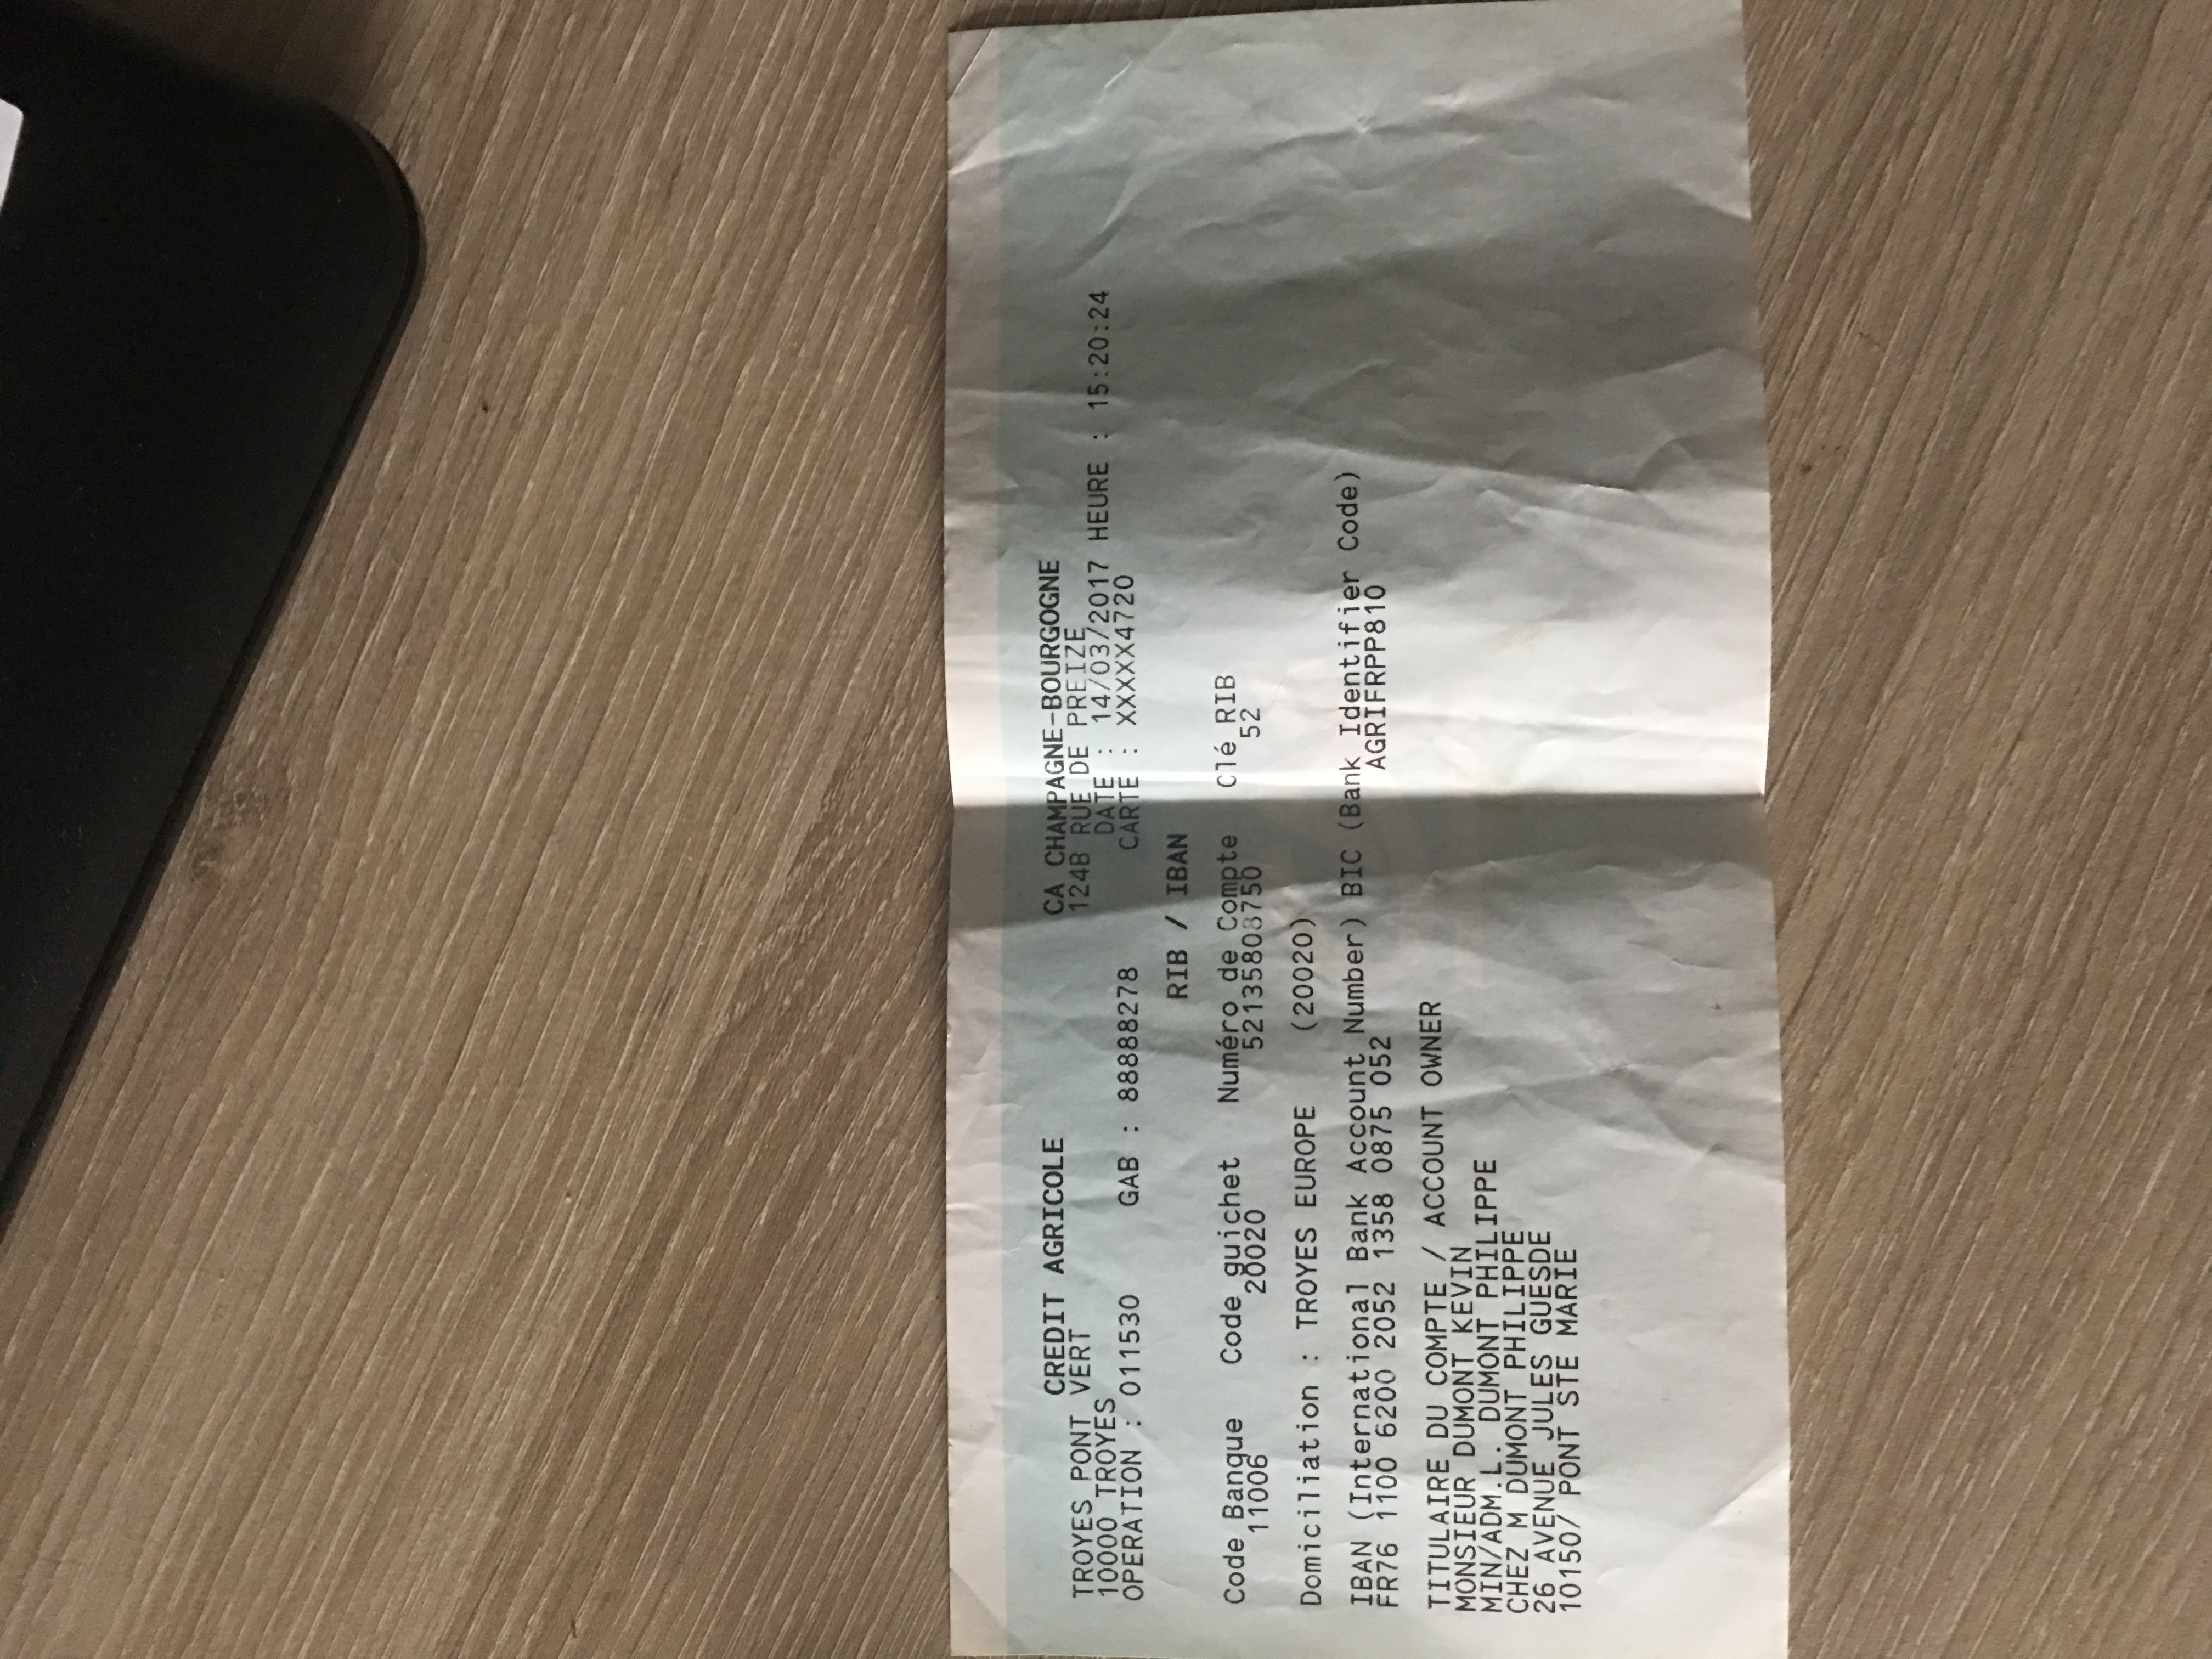 CREDIT AGRICOLE CA CHAMPAGNE-BOURGOGNE
TROYES PONT VERT 124B RUE DE PREIZE
10000 TROYES DATE : 14/03/2017 HEURE : 15:20:24
OPERATION : 011530 GAB : 88888278 CARTE : XXXXXX4720
RIB / IBAN
Code Banque Code guichet Numéro de Compte Clé RIB
11006 20020 52135808750 52
Domiciliation : TROYES EUROPE (20020)
IBAN (International Bank Account Number) BIC (Bank Identifier Code)
FR76 1100 6200 2052 1358 0875 052 AGRIFRPP810
TITULAIRE DU COMPTE / ACCOUNT OWNER
MONSIEUR DUMONT KEVIN
MIN/ADM.L. DUMONT PHILIPPE
CHEZ M DUMONT PHILIPPE
26 AVENUE JULES GUESDE
10150/ PONT STE MARIE